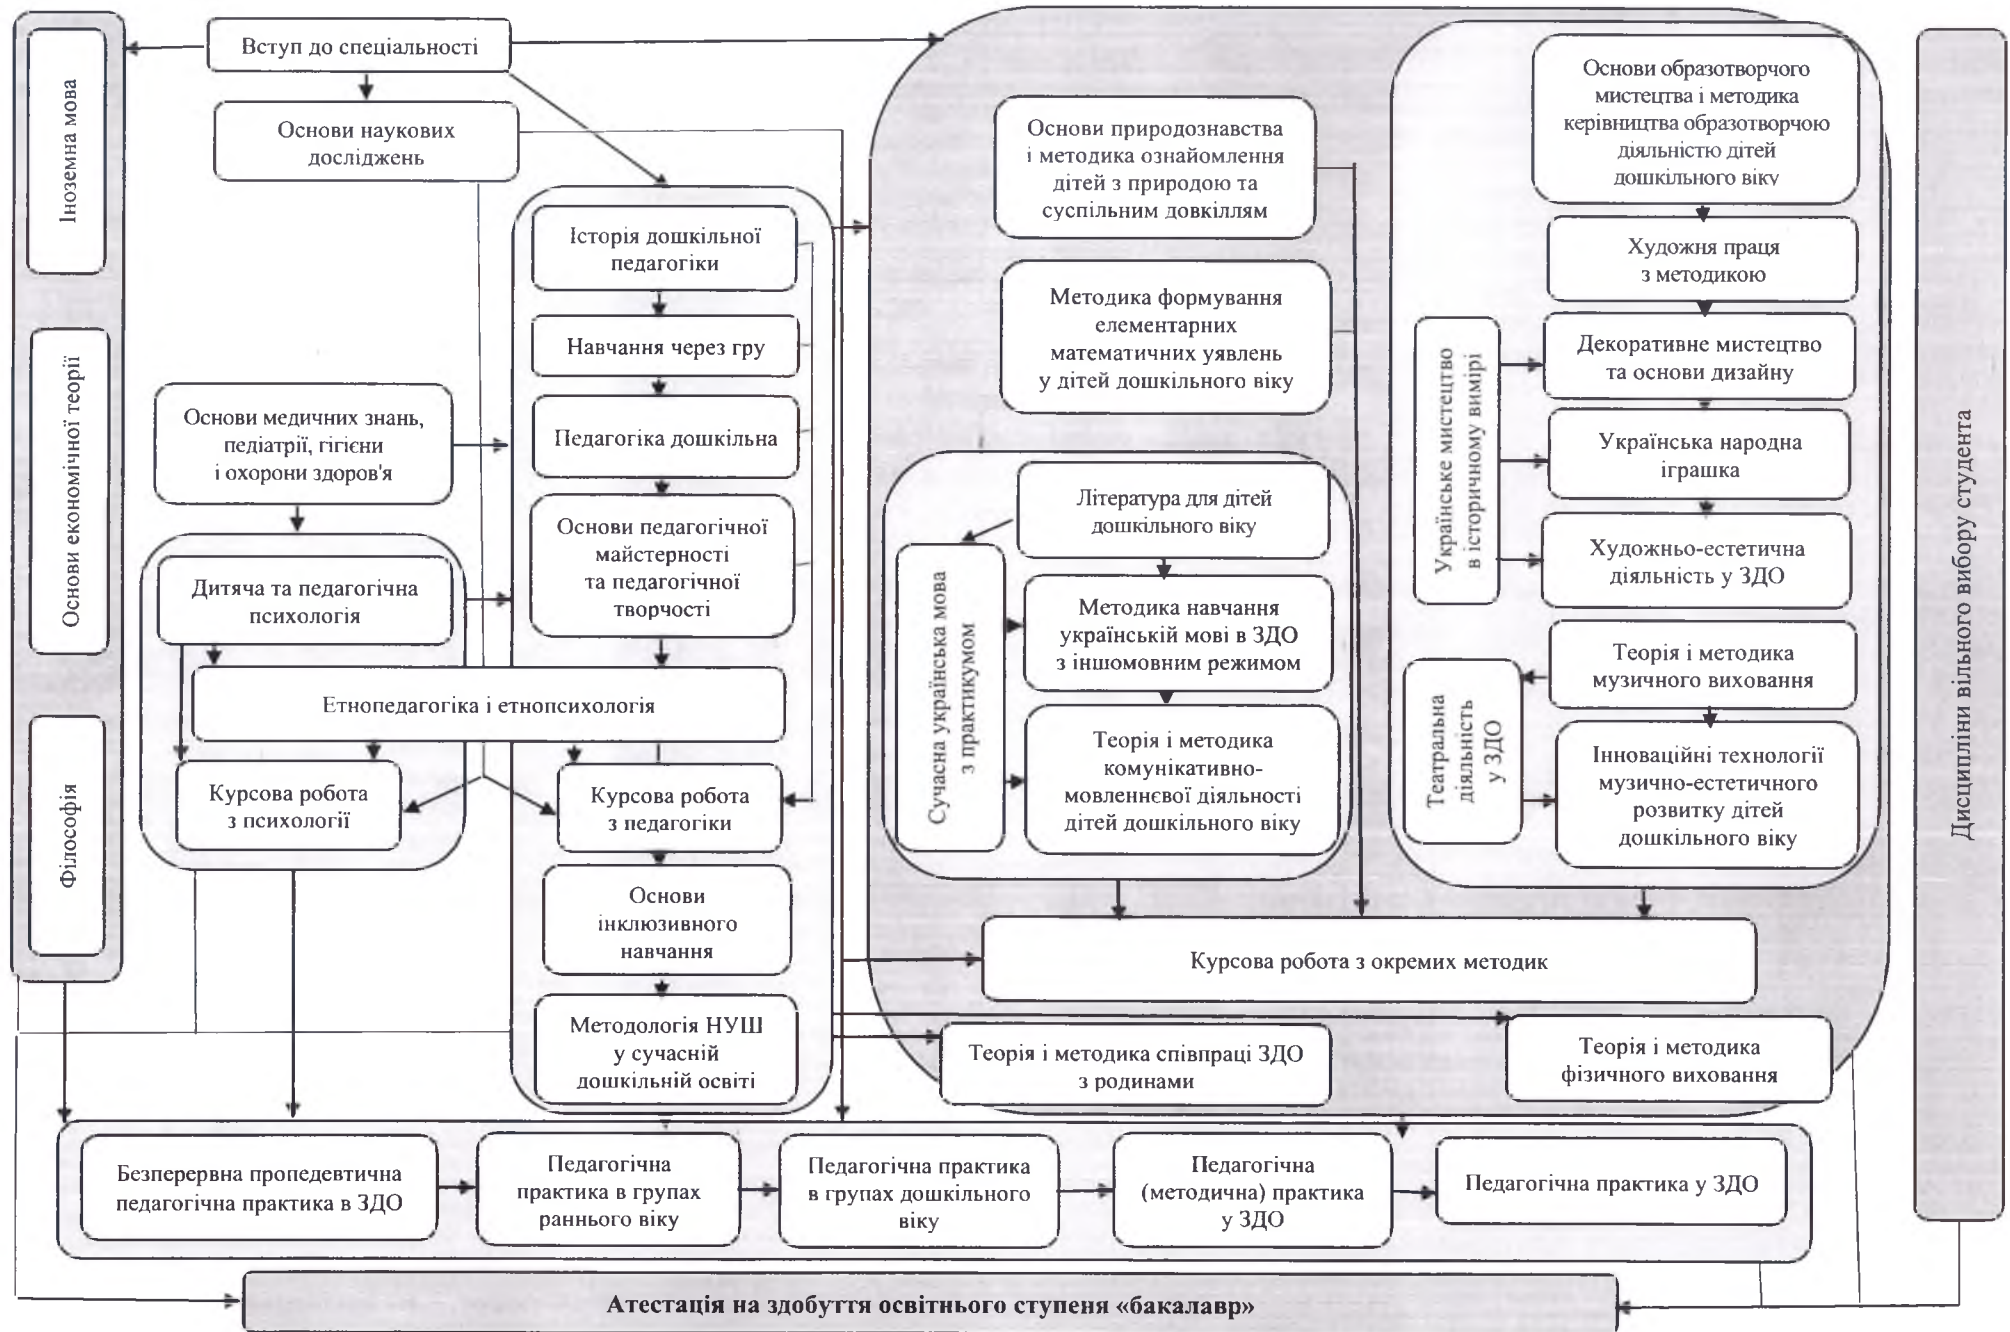 Іноземна мова
Основи економічної теорії
Філософія
Вступ до спеціальності
Основи наукових
досліджень
Основи медичних знань,
педіатрії, гігієни
і охорони здоров'я
Дитяча та педагогічна
психологія
Етнопедагогіка і етнопсихологія
Курсова робота
з психології
Історія дошкільної
педагогіки
Навчання через гру
Педагогіка дошкільна
Основи педагогічної
майстерності
та педагогічної
творчості
Курсова робота
з педагогіки
Основи
інклюзивного
навчання
Методологія НУШ
у сучасній
дошкільній освіті
Основи природознавства
і методика ознайомлення
дітей з природою та
суспільним довкіллям
Методика формування
елементарних
математичних уявлень
у дітей дошкільного віку
Література для дітей
дошкільного віку
Сучасна українська мова
з практикумом
Методика навчання
українській мові в ЗДО
з іншомовним режимом
Теорія і методика
комунікативно-
мовленнєвої діяльності
дітей дошкільного віку
Основи образотворчого
мистецтва і методика
керівництва образотворчою
діяльністю дітей
дошкільного віку
Художня праця
з методикою
Українське мистецтво
в історичному вимірі
Декоративне мистецтво
та основи дизайну
Українська народна
іграшка
Художньо-естетична
діяльність у ЗДО
Театральна
діяльність
у ЗДО
Теорія і методика
музичного виховання
Інноваційні технології
музично-естетичного
розвитку дітей
дошкільного віку
Курсова робота з окремих методик
Теорія і методика співпраці ЗДО
з родинами
Теорія і методика
фізичного виховання
Дисципліни вільного вибору студента
Безперервна пропедевтична
педагогічна практика в ЗДО
Педагогічна
практика в групах
раннього віку
Педагогічна практика
в групах дошкільного
віку
Педагогічна
(методична) практика
у ЗДО
Педагогічна практика у ЗДО
Атестація на здобуття освітнього ступеня «бакалавр»